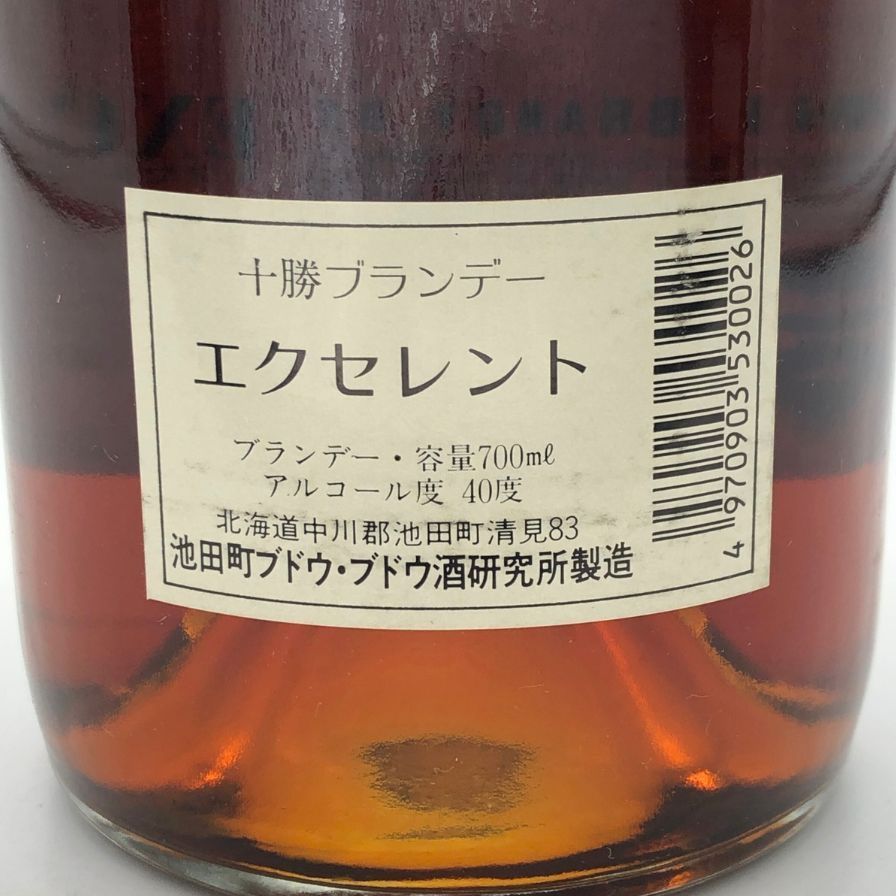 十勝ブランデー
エクセレント
ブランデー・容量700ml
アルコール度 40度
北海道中川郡池田町清見83
池田町ブドウ・ブドウ酒研究所製造
4 970903 530026